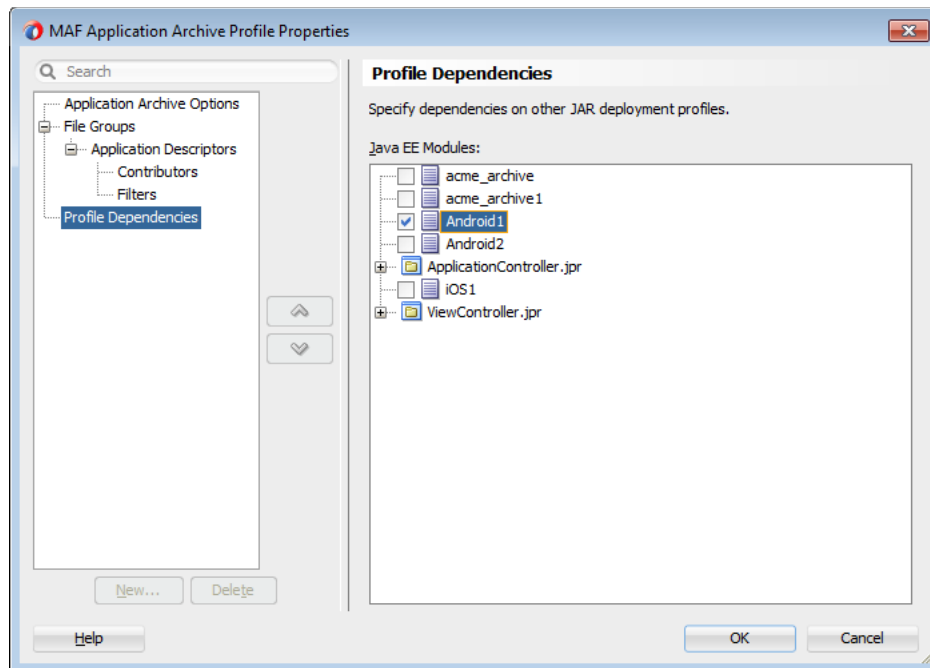 MAF Application Archive Profile Properties
Search
Application Archive Options
File Groups
Application Descriptors
Contributors
Filters
Profile Dependencies
New...
Delete
Profile Dependencies
Specify dependencies on other JAR deployment profiles.
Java EE Modules:
acme_archive
acme_archive1
Android1
Android2
ApplicationController.jpr
iOS1
ViewController.jpr
Help
OK
Cancel